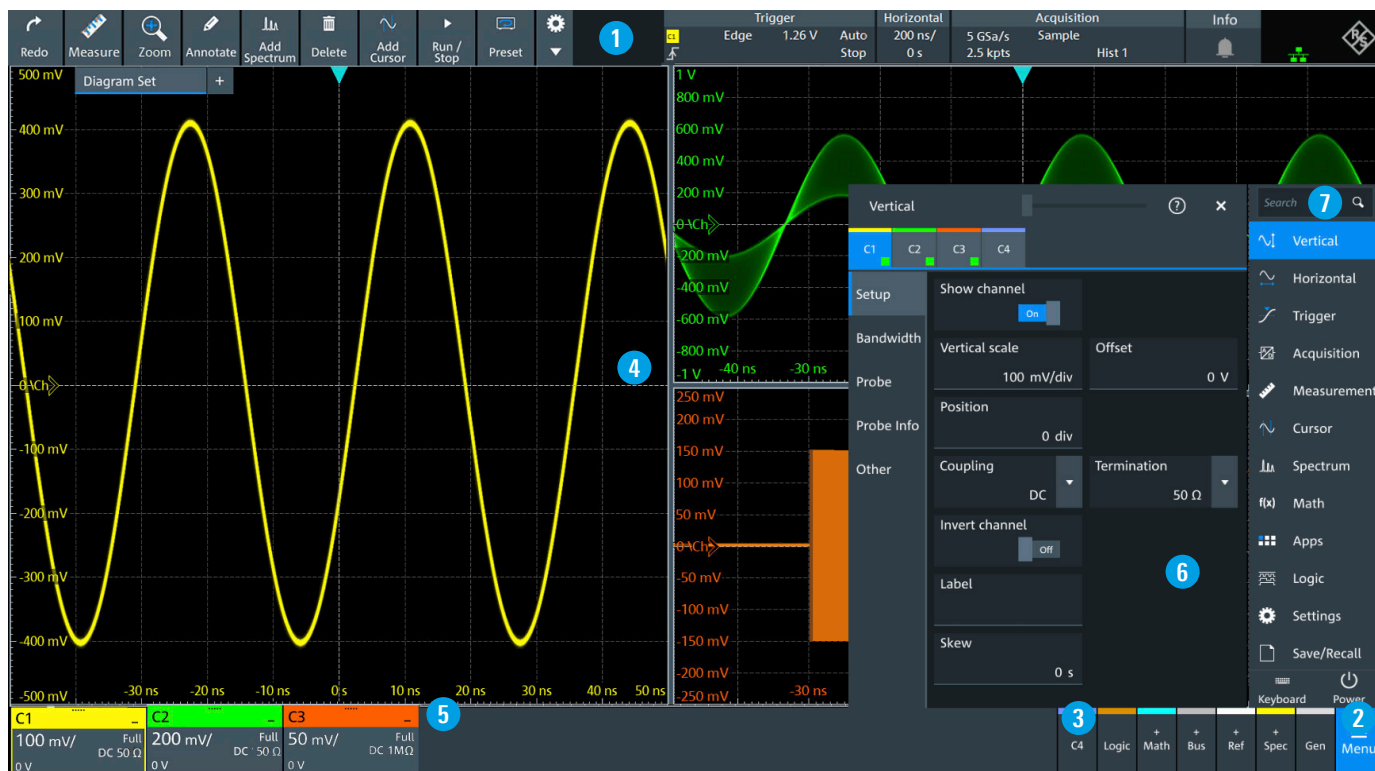 Redo
Measure
Zoom
Annotate
Add Spectrum
Delete
Add Cursor
Run / Stop
Preset
1
C1
Trigger
Edge 1.26 V Auto
Stop
Horizontal
200 ns/
0 s
Acquisition
5 GSa/s Sample
2.5 kpts Hist 1
Info
R&S
Diagram Set +
500 mV
400 mV
300 mV
200 mV
100 mV
0 \Ch
-100 mV
-200 mV
-300 mV
-400 mV
-500 mV
-30 ns -20 ns -10 ns 0 s 10 ns 20 ns 30 ns 40 ns 50 ns
4
1 V
800 mV
600 mV
400 mV
200 mV
0 \Ch
-200 mV
-400 mV
-600 mV
-800 mV
-1 V
-40 ns -30 ns
250 mV
200 mV
150 mV
100 mV
50 mV
0 \Ch
-50 mV
-100 mV
-150 mV
-200 mV
-250 mV
-30 ns
Vertical ? ×
C1 C2 C3 C4
Setup
Bandwidth
Probe
Probe Info
Other
Show channel
On
Vertical scale
100 mV/div
Offset
0 V
Position
0 div
Coupling
DC
Termination
50 Ω
Invert channel
Off
Label
Skew
0 s
6
Search 7
Vertical
Horizontal
Trigger
Acquisition
Measurement
Cursor
Spectrum
f(x) Math
Apps
Logic
Settings
Save/Recall
Keyboard Power
C1
100 mV/ Full
DC 50 Ω
0 V
C2
200 mV/ Full
DC 50 Ω
0 V
C3
50 mV/ Full
DC 1MΩ
0 V
5
3
C4
Logic
+ Math
+ Bus
+ Ref
+ Spec
Gen
2
Menu